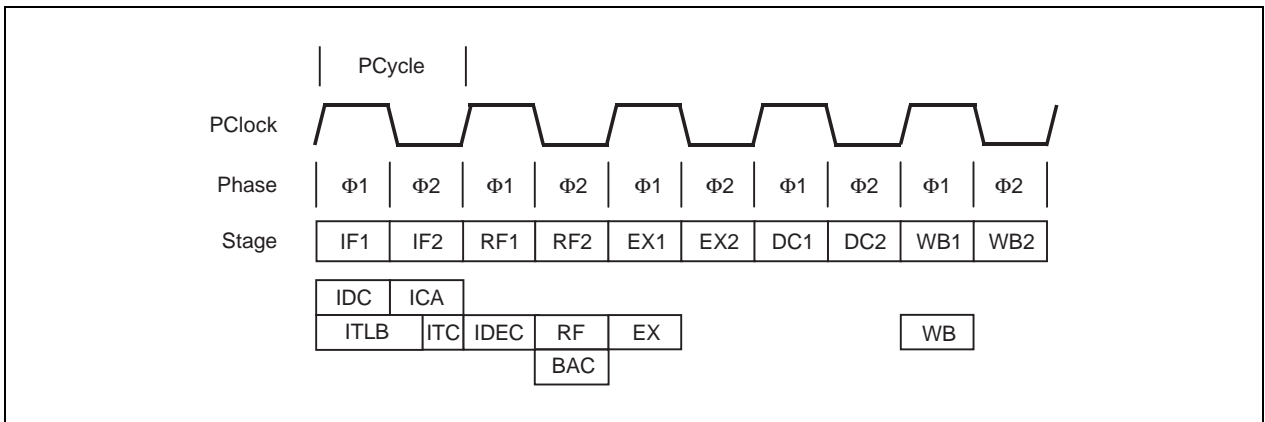 PCycle
PClock
Phase Φ1 Φ2 Φ1 Φ2 Φ1 Φ2 Φ1 Φ2 Φ1 Φ2
Stage IF1 IF2 RF1 RF2 EX1 EX2 DC1 DC2 WB1 WB2
IDC ICA
ITLB ITC IDEC RF EX WB
BAC